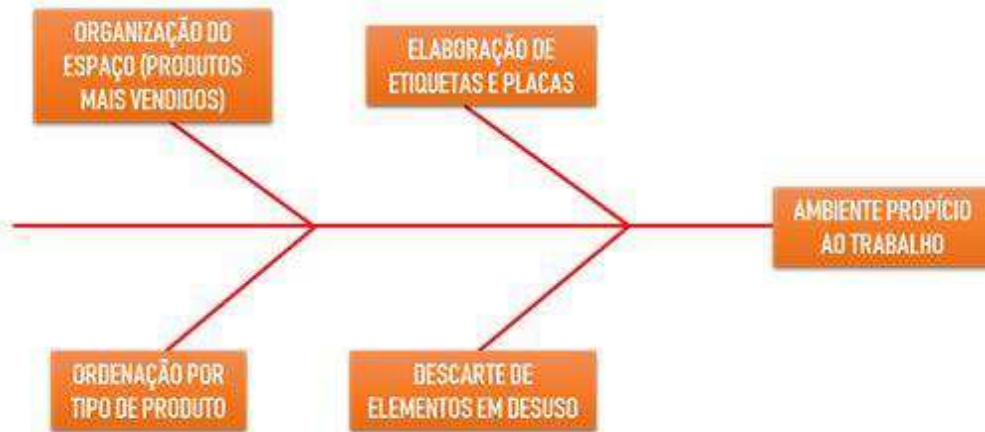 ORGANIZAÇÃO DO
ESPAÇO (PRODUTOS
MAIS VENDIDOS)
ELABORAÇÃO DE
ETIQUETAS E PLACAS
AMBIENTE PROPÍCIO
AO TRABALHO
ORDENAÇÃO POR
TIPO DE PRODUTO
DESCARTE DE
ELEMENTOS EM DESUSO